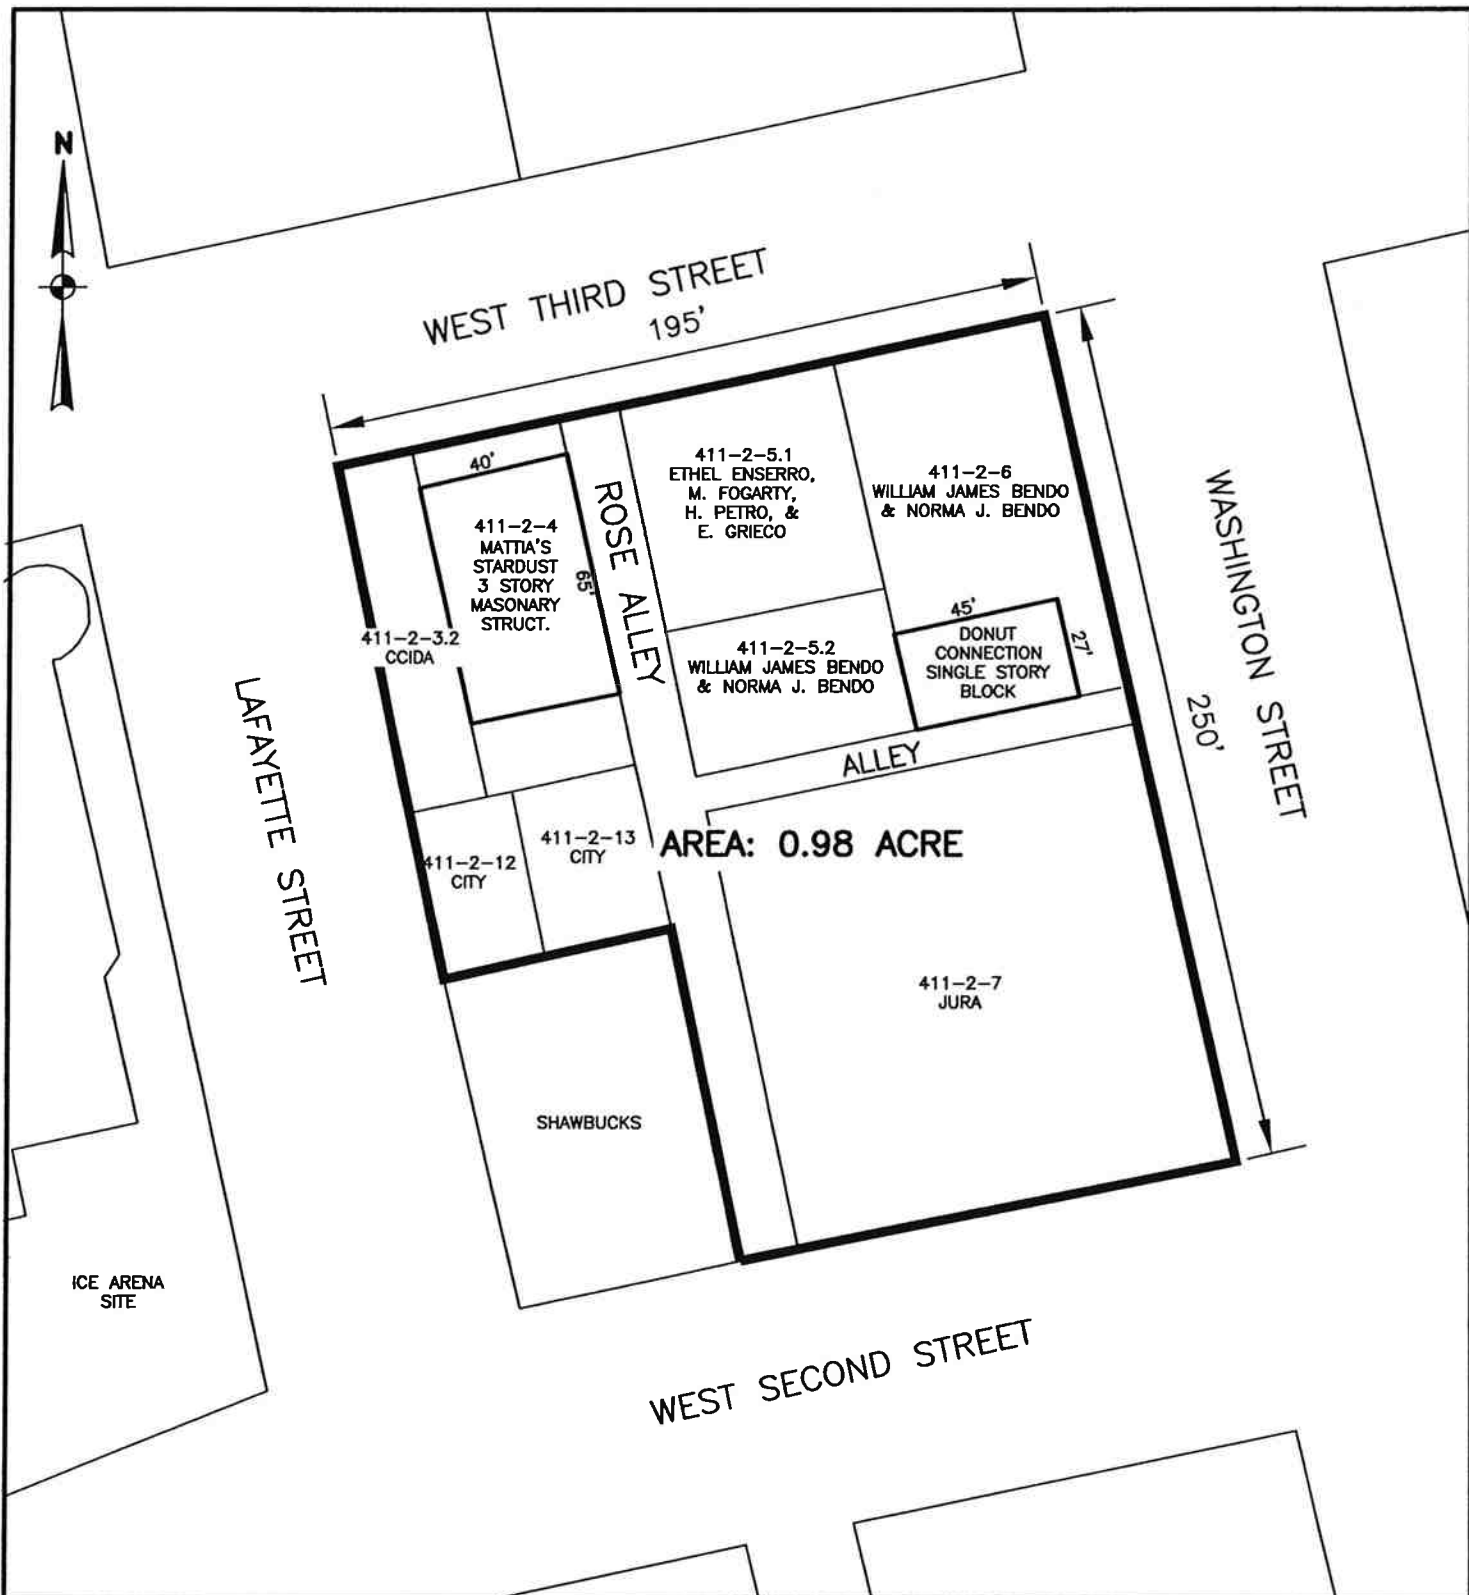 N
WEST THIRD STREET
195'
40'
411-2-4
MATTIA'S
STARDUST
3 STORY
MASONARY
STRUCT.
65'
ROSE ALLEY
411-2-5.1
ETHEL ENSERRO,
M. FOGARTY,
H. PETRO, &
E. GRIECO
411-2-6
WILLIAM JAMES BENDO
& NORMA J. BENDO
WASHINGTON STREET
250'
411-2-3.2
CCIDA
411-2-5.2
WILLIAM JAMES BENDO
& NORMA J. BENDO
45'
27'
DONUT
CONNECTION
SINGLE STORY
BLOCK
LAFAYETTE STREET
ALLEY
411-2-12
CITY
411-2-13
CITY
AREA: 0.98 ACRE
411-2-7
JURA
SHAWBUCKS
ICE ARENA
SITE
WEST SECOND STREET